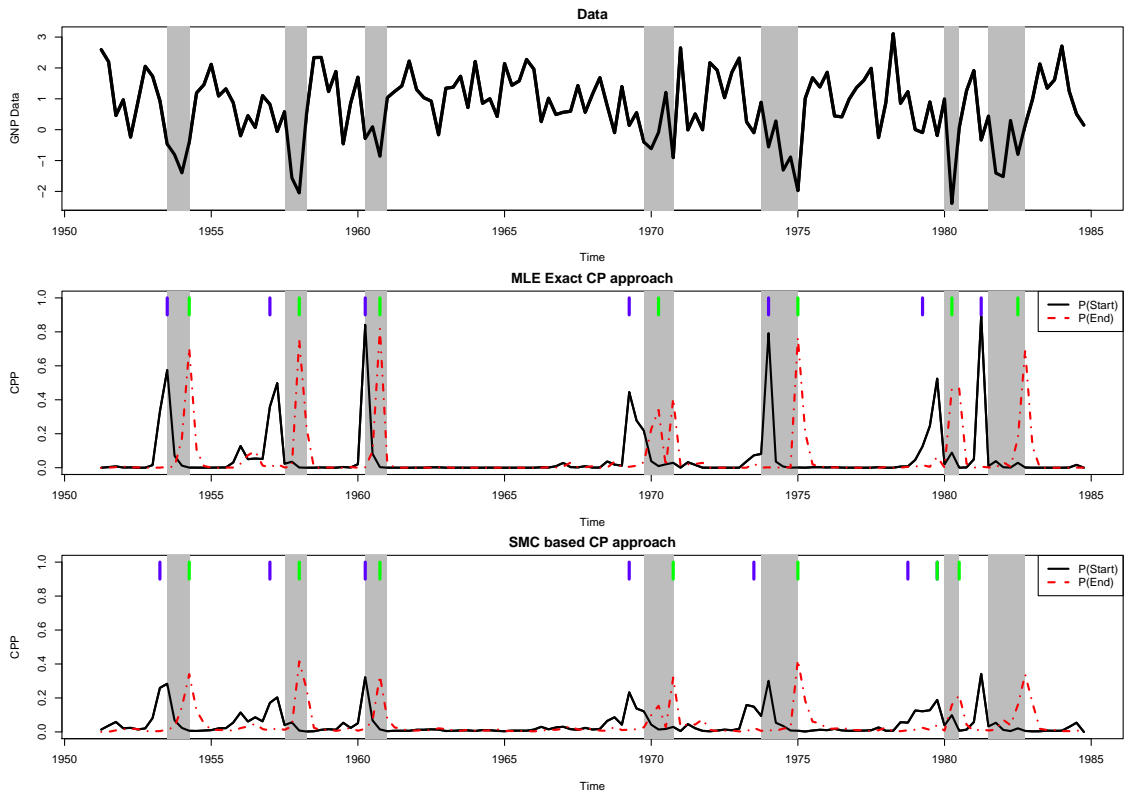 Data
GNP Data
3
2
1
0
−1
−2
1950 1955 1960 1965 1970 1975 1980 1985
Time
MLE Exact CP approach
CPP
1.0
0.8
0.6
0.4
0.2
0.0
P(Start)
P(End)
1950 1955 1960 1965 1970 1975 1980 1985
Time
SMC based CP approach
CPP
1.0
0.8
0.6
0.4
0.2
0.0
P(Start)
P(End)
1950 1955 1960 1965 1970 1975 1980 1985
Time